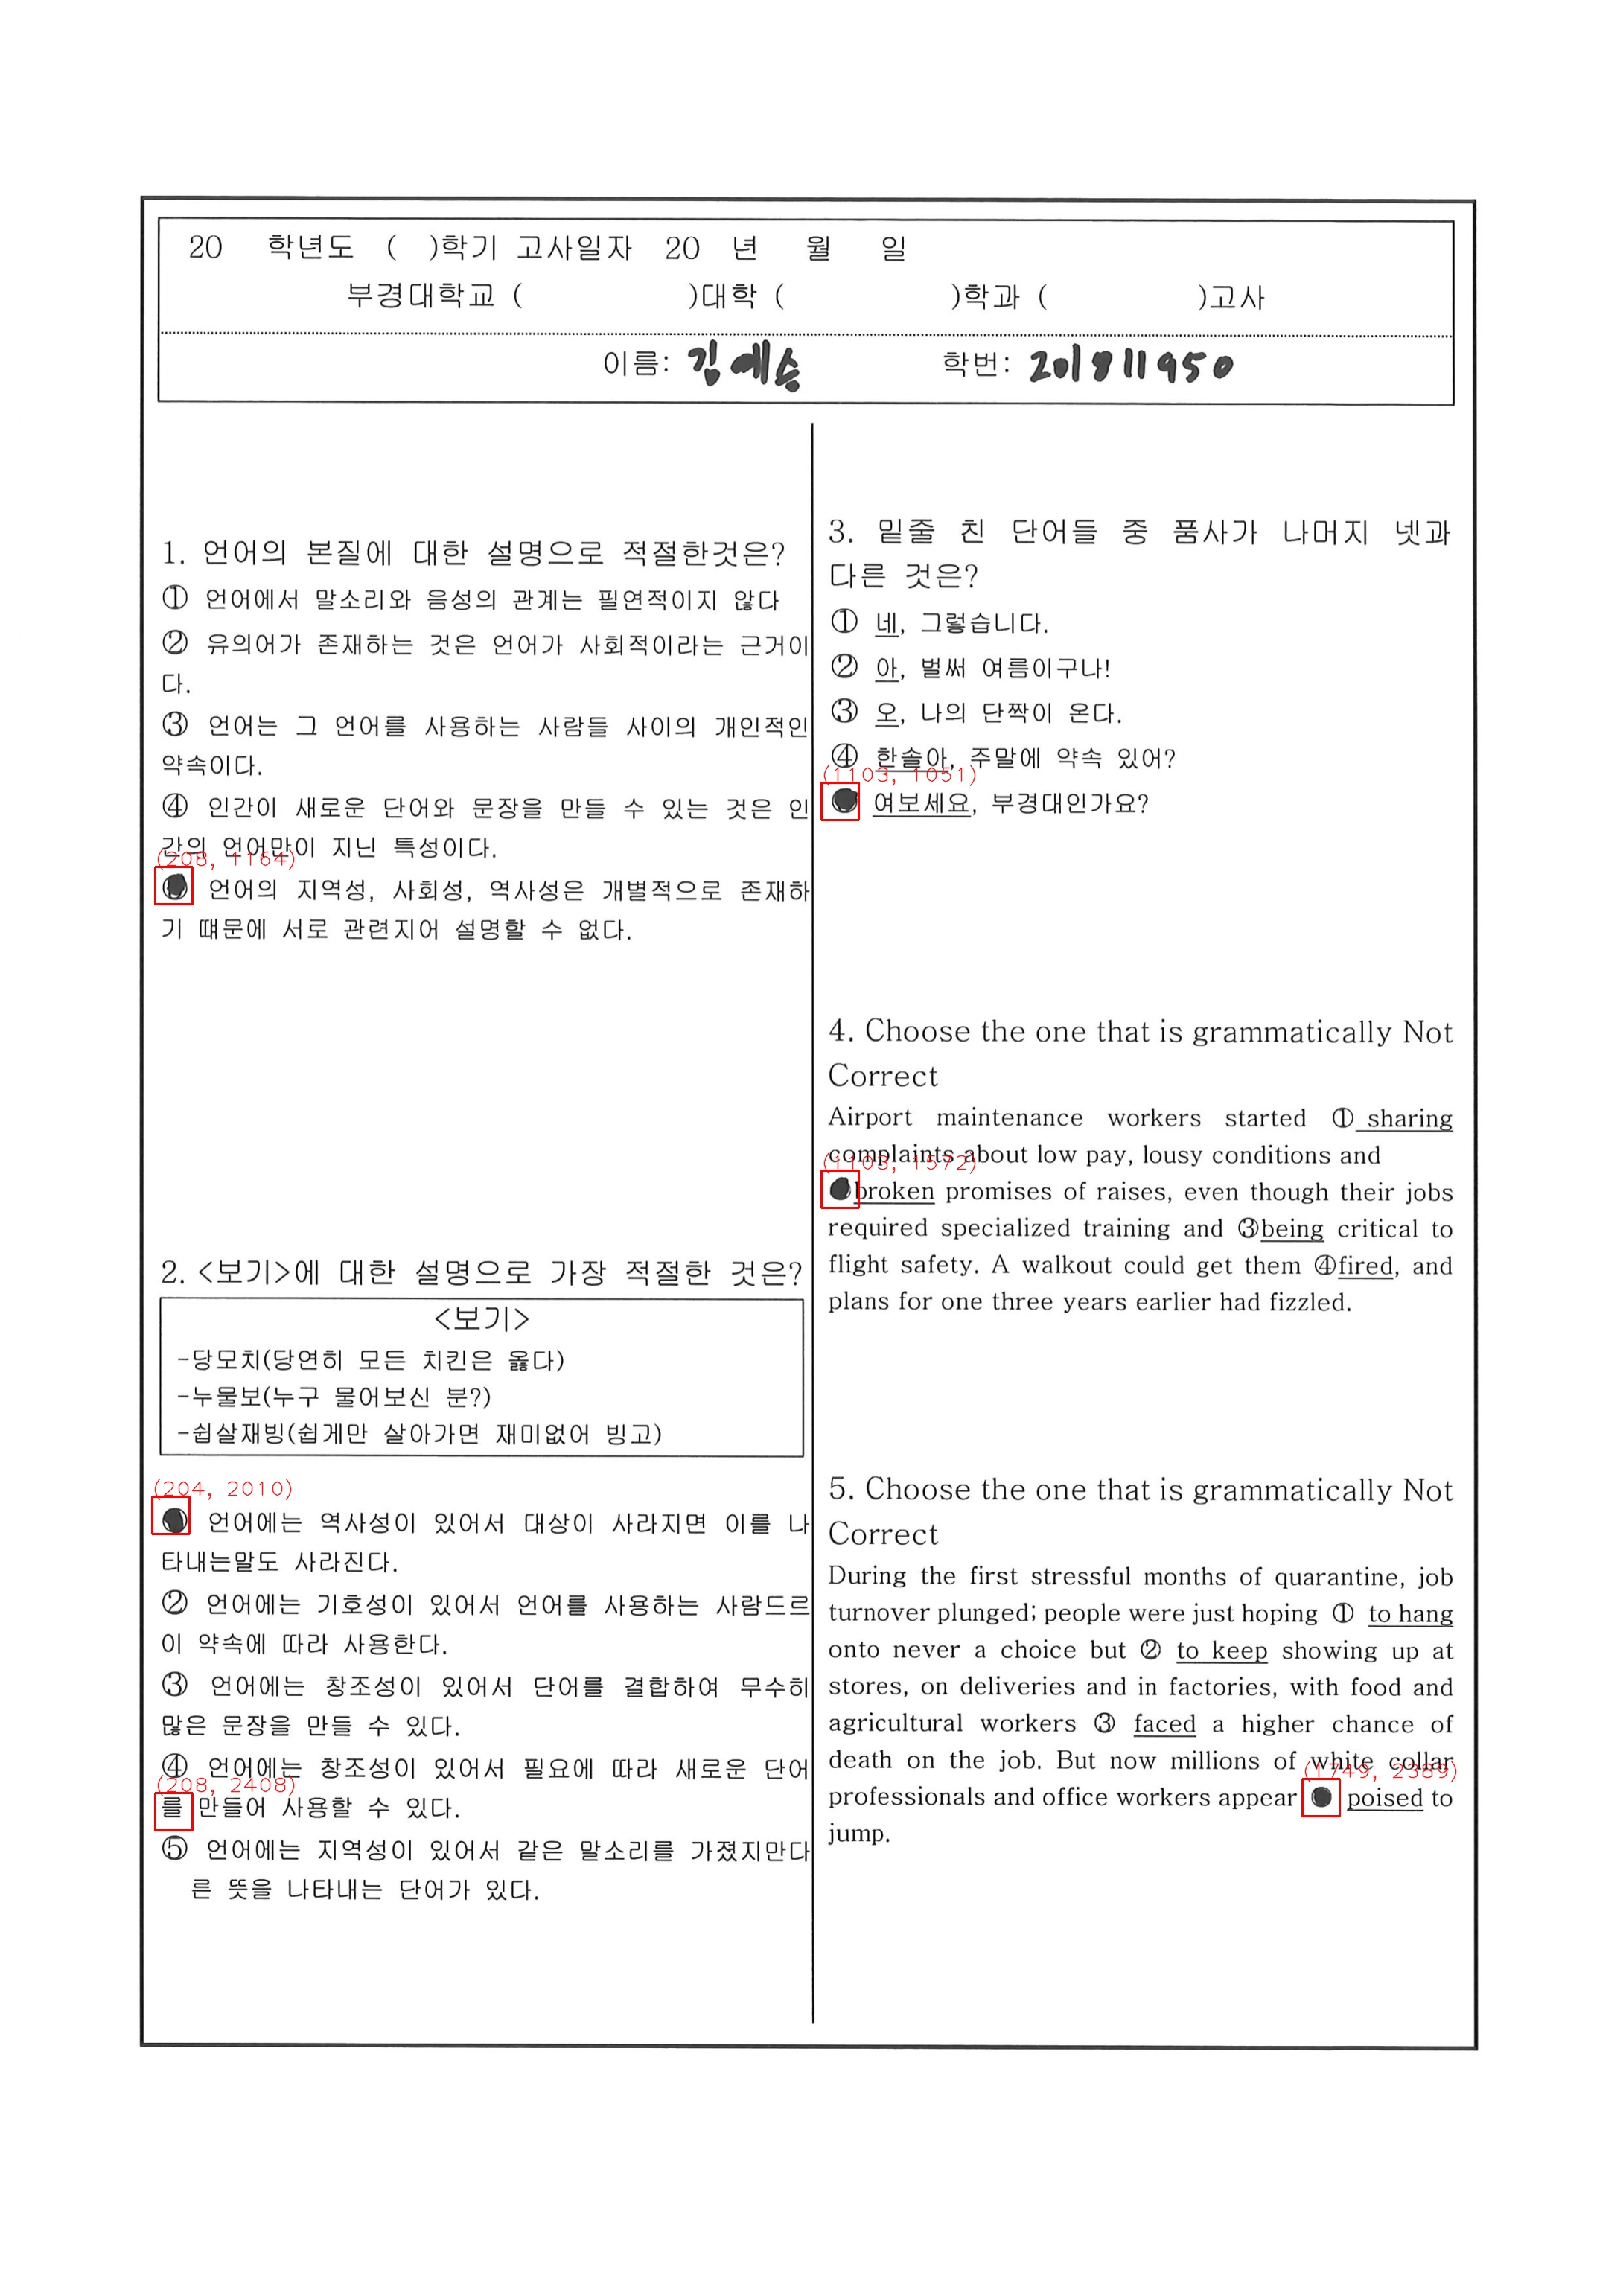 20 학년도 ( )학기 고사일자 20 년 월 일
부경대학교 ( )대학 ( )학과 ( )고사
이름: 김예승 학번: 201811950
1. 언어의 본질에 대한 설명으로 적절한것은?
① 언어에서 말소리와 음성의 관계는 필연적이지 않다
② 유의어가 존재하는 것은 언어가 사회적이라는 근거이
다.
③ 언어는 그 언어를 사용하는 사람들 사이의 개인적인
약속이다.
④ 인간이 새로운 단어와 문장을 만들 수 있는 것은 인
간의 언어만이 지닌 특성이다.
(208, 1164)
언어의 지역성, 사회성, 역사성은 개별적으로 존재하
기 떄문에 서로 관련지어 설명할 수 없다.
2. <보기>에 대한 설명으로 가장 적절한 것은?
<보기>
-당모치(당연히 모든 치킨은 옳다)
-누물보(누구 물어보신 분?)
-쉽살재빙(쉽게만 살아가면 재미없어 빙고)
(204, 2010)
언어에는 역사성이 있어서 대상이 사라지면 이를 나
타내는말도 사라진다.
② 언어에는 기호성이 있어서 언어를 사용하는 사람드르
이 약속에 따라 사용한다.
③ 언어에는 창조성이 있어서 단어를 결합하여 무수히
많은 문장을 만들 수 있다.
④ 언어에는 창조성이 있어서 필요에 따라 새로운 단어
(208, 2408)
를 만들어 사용할 수 있다.
⑤ 언어에는 지역성이 있어서 같은 말소리를 가졌지만다
른 뜻을 나타내는 단어가 있다.
3. 밑줄 친 단어들 중 품사가 나머지 넷과
다른 것은?
① 네, 그렇습니다.
② 아, 벌써 여름이구나!
③ 오, 나의 단짝이 온다.
④ 한솔아, 주말에 약속 있어?
(1103, 1051)
여보세요, 부경대인가요?
4. Choose the one that is grammatically Not
Correct
Airport maintenance workers started ① sharing
complaints about low pay, lousy conditions and
(1103, 1572)
broken promises of raises, even though their jobs
required specialized training and ③being critical to
flight safety. A walkout could get them ④fired, and
plans for one three years earlier had fizzled.
5. Choose the one that is grammatically Not
Correct
During the first stressful months of quarantine, job
turnover plunged; people were just hoping ① to hang
onto never a choice but ② to keep showing up at
stores, on deliveries and in factories, with food and
agricultural workers ③ faced a higher chance of
death on the job. But now millions of white collar
(1749, 2389)
professionals and office workers appear poised to
jump.